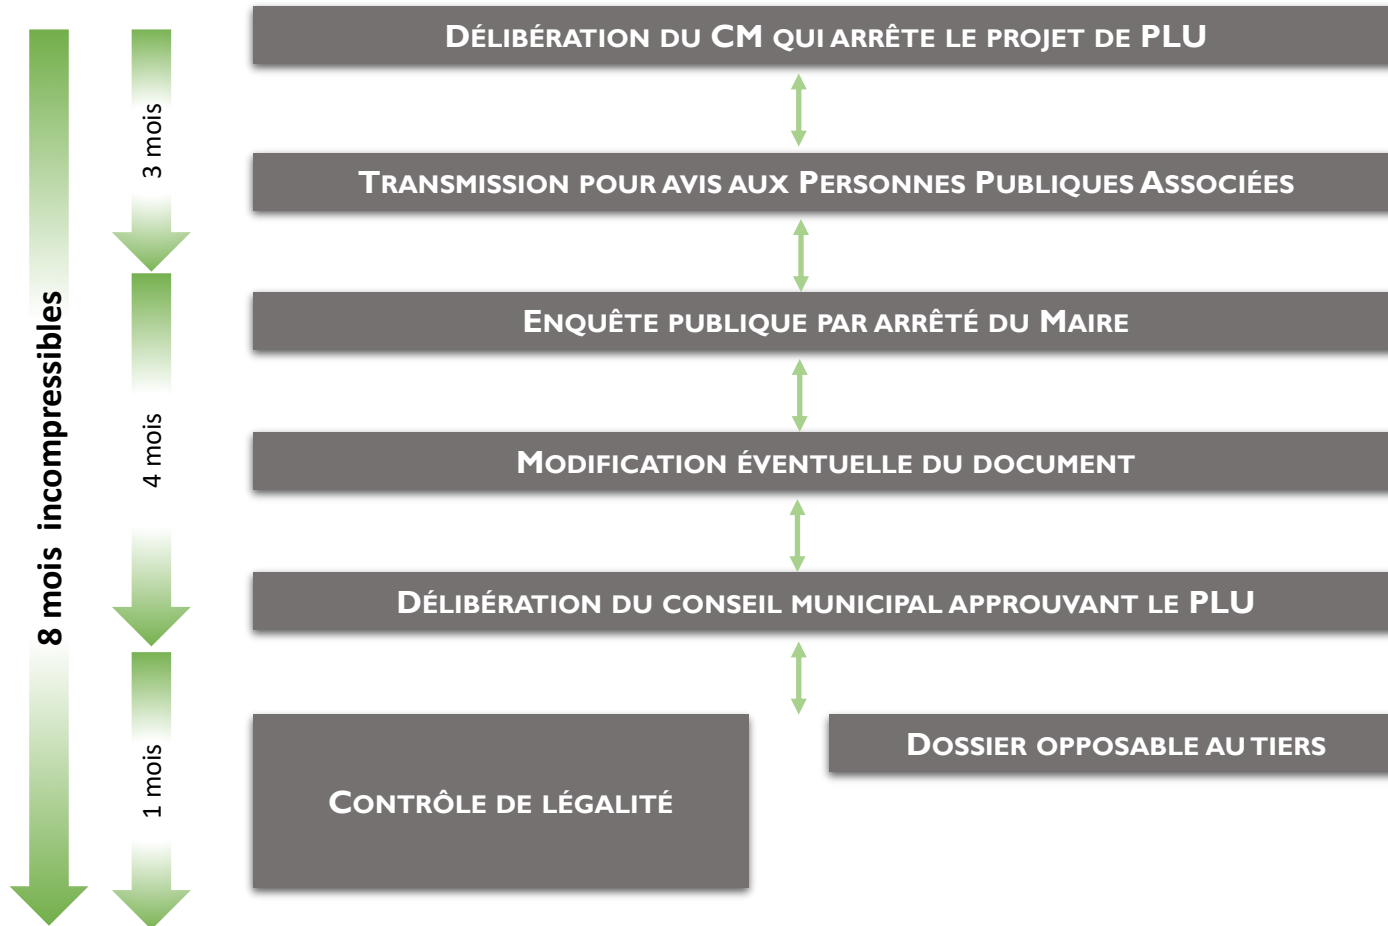 DÉLIBÉRATION DU CM QUI ARRÊTE LE PROJET DE PLU
3 mois
TRANSMISSION POUR AVIS AUX PERSONNES PUBLIQUES ASSOCIÉES
8 mois incompressibles
ENQUÊTE PUBLIQUE PAR ARRÊTÉ DU MAIRE
4 mois
MODIFICATION ÉVENTUELLE DU DOCUMENT
DÉLIBÉRATION DU CONSEIL MUNICIPAL APPROUVANT LE PLU
1 mois
CONTRÔLE DE LÉGALITÉ
DOSSIER OPPOSABLE AU TIERS